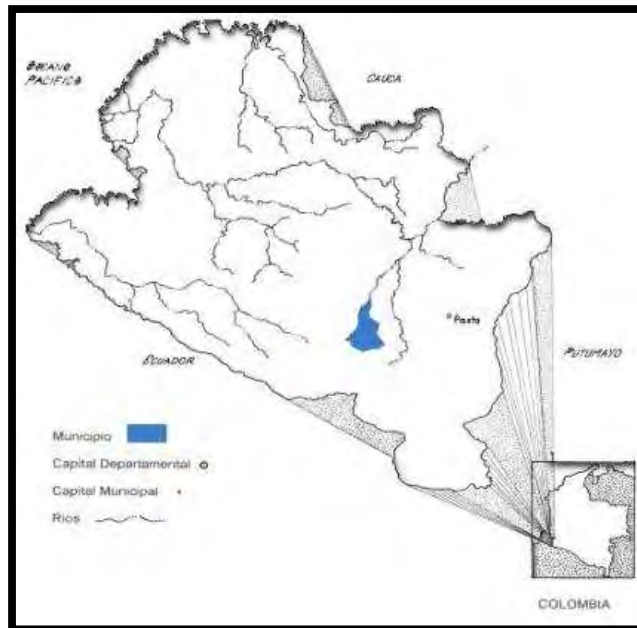 OCEANO
PACIFICO
CAUCA
Pasto
PUTUMAYO
ECUADOR
Municipio
Capital Departamental
Capital Municipal
Rios
COLOMBIA